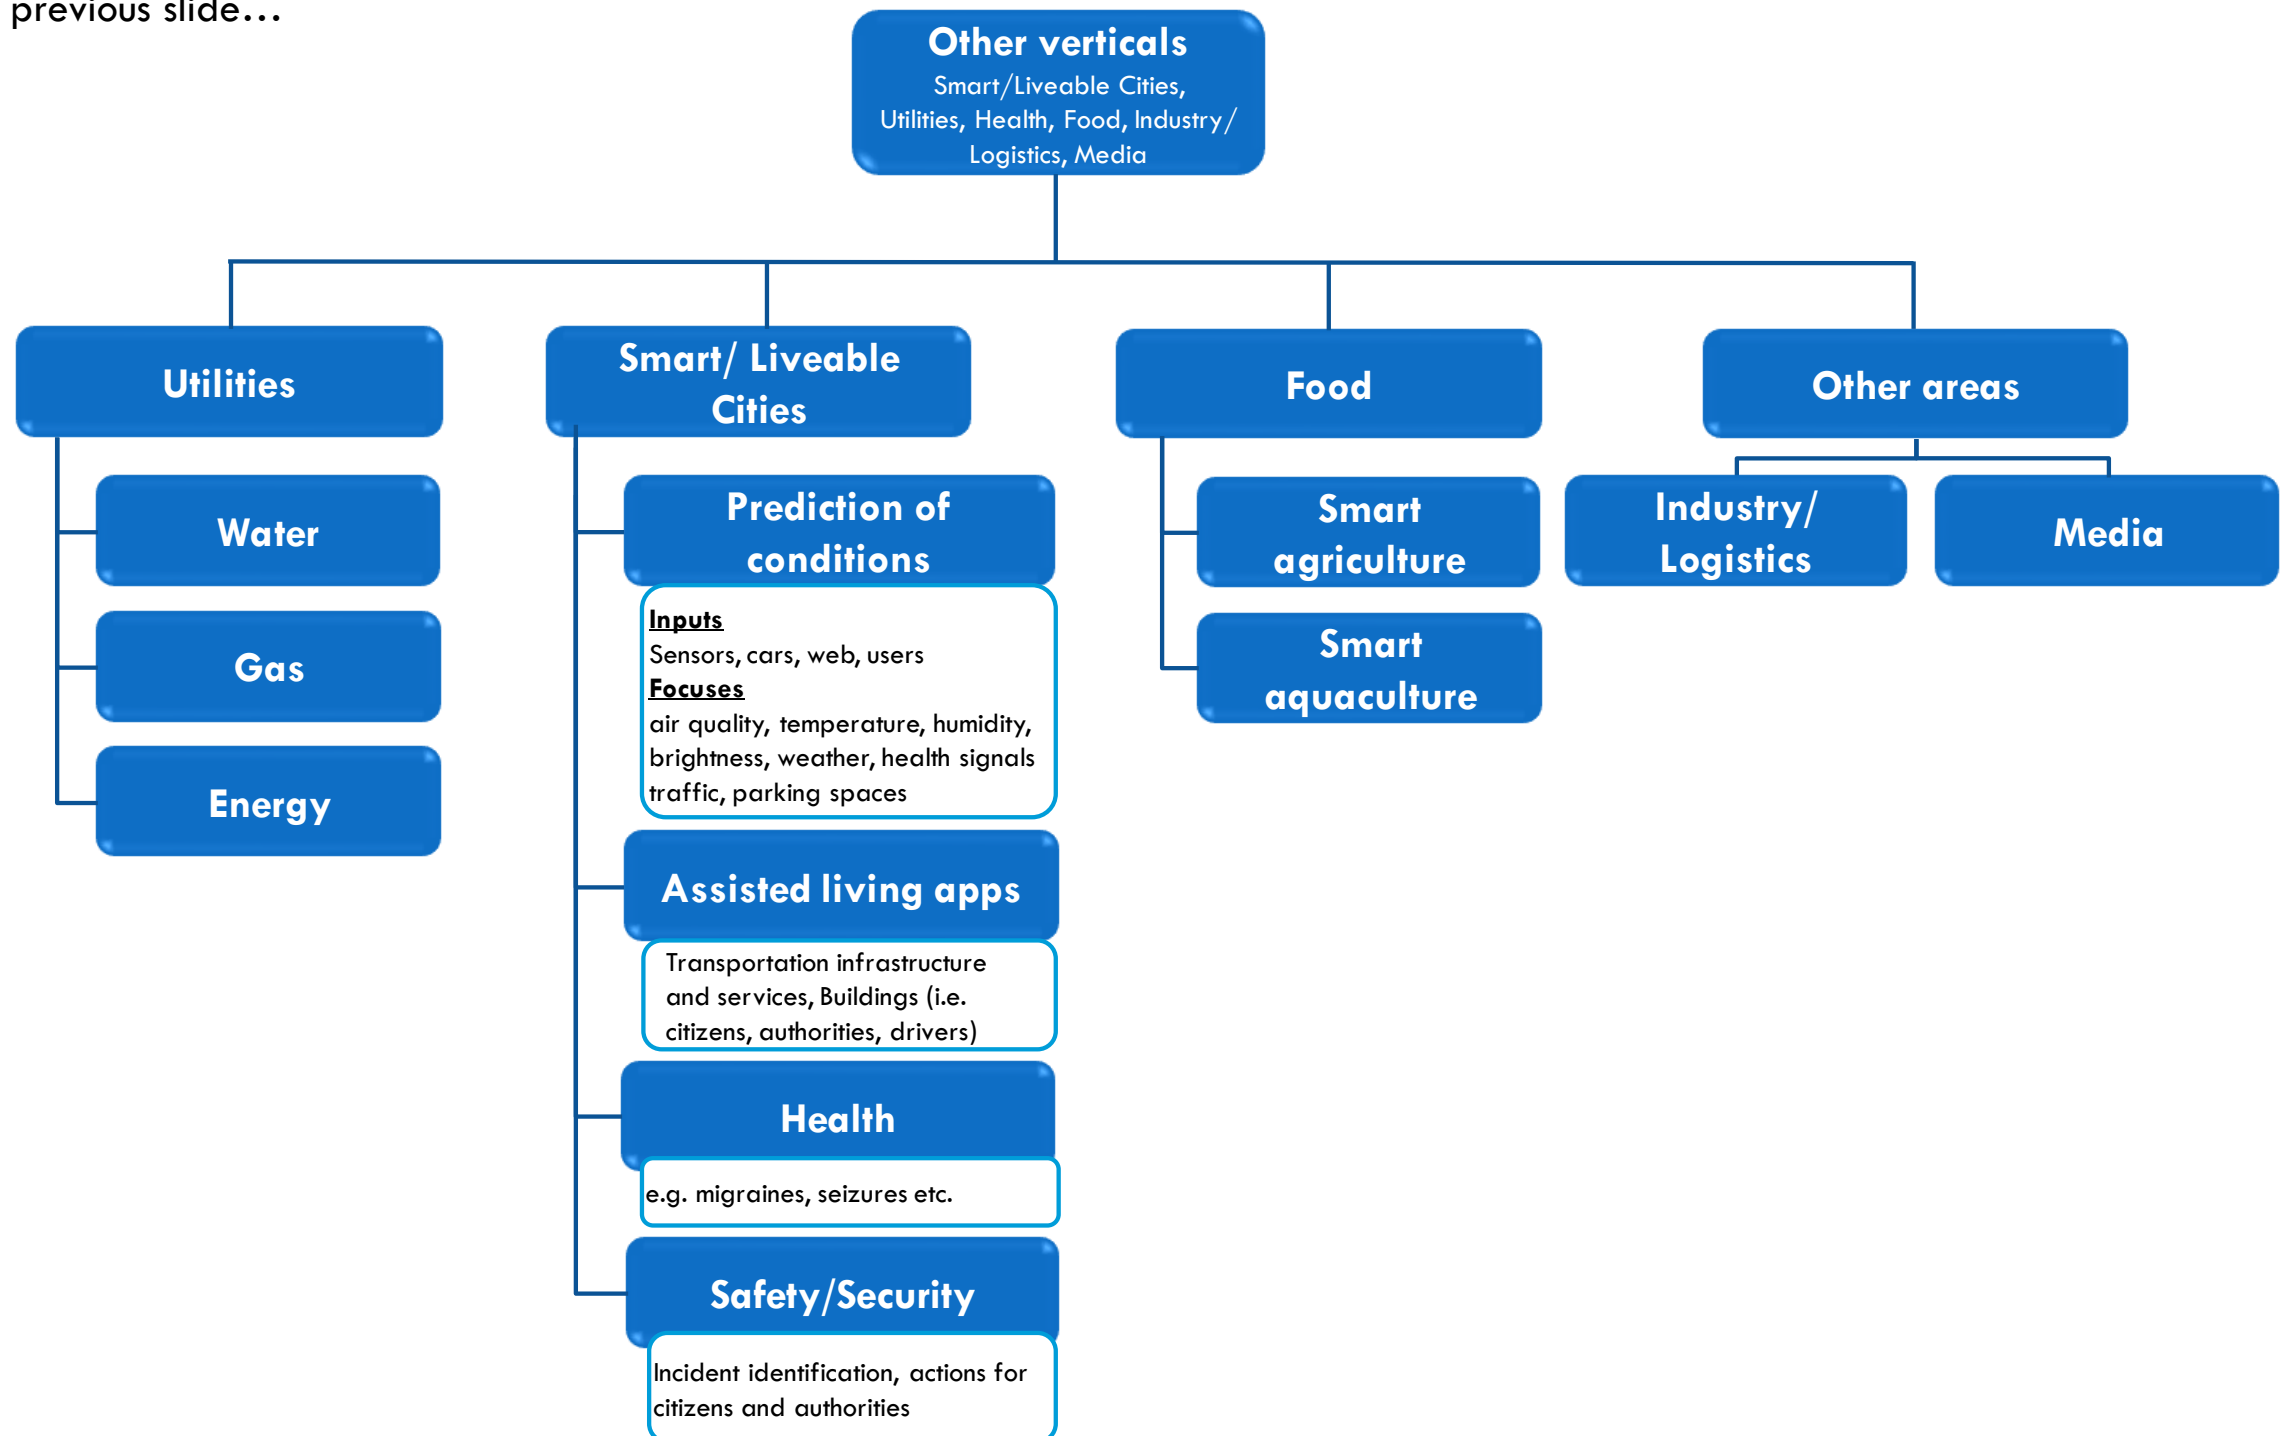 previous slide...
Other verticals
Smart/Liveable Cities,
Utilities, Health, Food, Industry/
Logistics, Media
Utilities
Water
Gas
Energy
Smart/ Liveable
Cities
Prediction of
conditions
Inputs
Sensors, cars, web, users
Focuses
air quality, temperature, humidity,
brightness, weather, health signals
traffic, parking spaces
Assisted living apps
Transportation infrastructure
and services, Buildings (i.e.
citizens, authorities, drivers)
Health
e.g. migraines, seizures etc.
Safety/Security
Incident identification, actions for
citizens and authorities
Food
Smart
agriculture
Smart
aquaculture
Other areas
Industry/
Logistics
Media